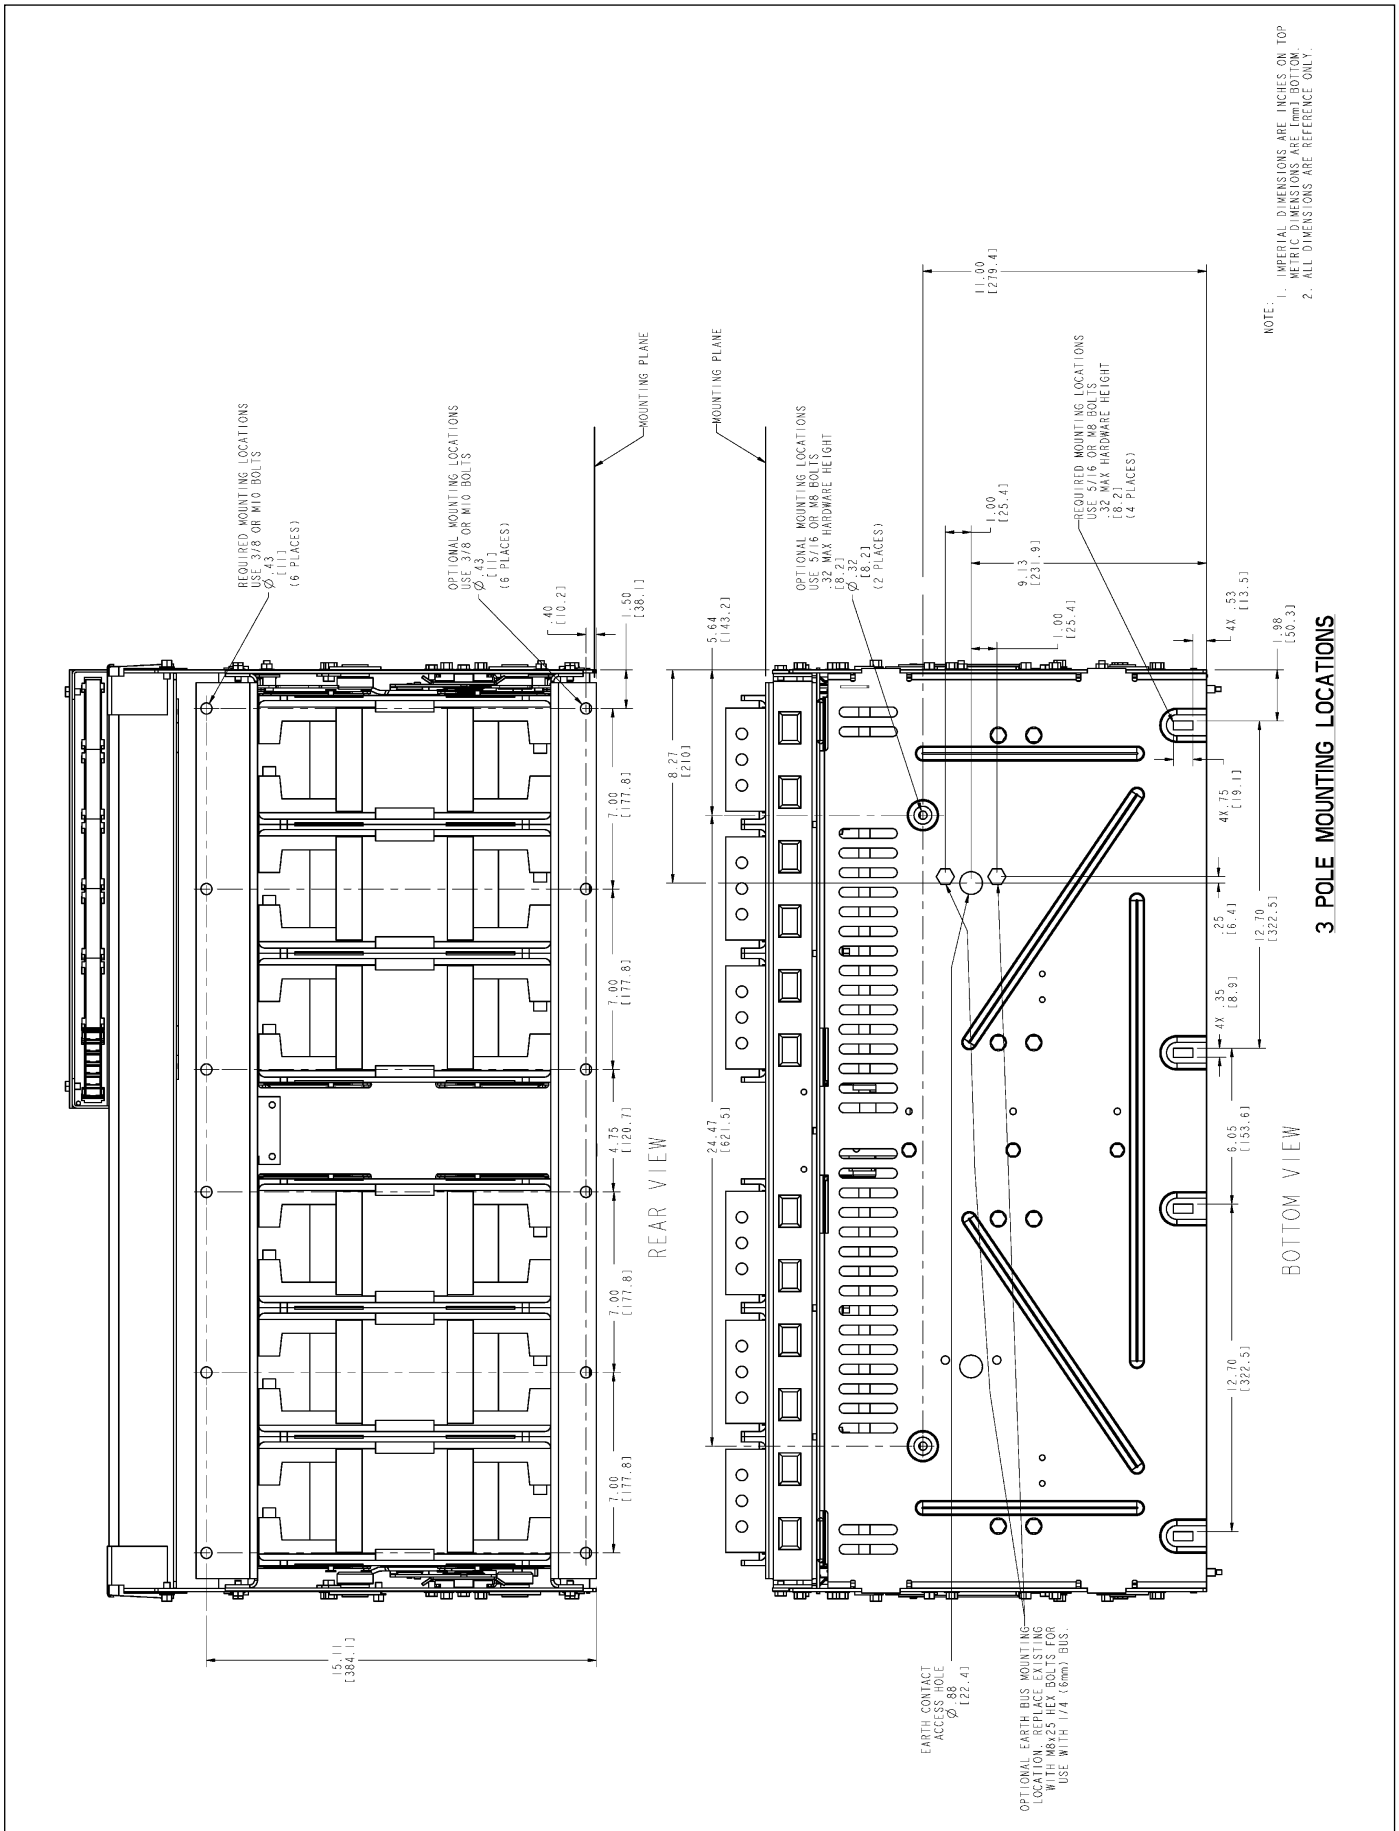 REQUIRED MOUNTING LOCATIONS
USE 3/8 OR M10 BOLTS
Ø .43
[11]
(6 PLACES)
OPTIONAL MOUNTING LOCATIONS
USE 3/8 OR M10 BOLTS
Ø .43
[11]
(6 PLACES)
MOUNTING PLANE
.40
[10.2]
1.50
[38.1]
15.11
[384.1]
7.00
[177.8]
7.00
[177.8]
4.75
[120.7]
7.00
[177.8]
7.00
[177.8]
REAR VIEW
MOUNTING PLANE
OPTIONAL MOUNTING LOCATIONS
USE 5/16 OR M8 BOLTS
.32 MAX HARDWARE HEIGHT
[8.2]
Ø .32
[8.2]
(2 PLACES)
5.64
[143.2]
8.27
[210]
24.47
[621.5]
11.00
[279.4]
1.00
[25.4]
9.13
[231.9]
1.00
[25.4]
REQUIRED MOUNTING LOCATIONS
USE 5/16 OR M8 BOLTS
.32 MAX HARDWARE HEIGHT
[8.2]
(4 PLACES)
4X .53
[13.5]
1.98
[50.3]
4X .75
[19.1]
.25
[6.4]
12.70
[322.5]
4X .35
[8.9]
6.05
[153.6]
12.70
[322.5]
EARTH CONTACT
ACCESS HOLE
Ø .88
[22.4]
OPTIONAL EARTH BUS MOUNTING
LOCATION. REPLACE EXISTING
WITH M8x25 HEX BOLTS FOR
USE WITH 1/4 (6mm) BUS.
BOTTOM VIEW
NOTE:
1. IMPERIAL DIMENSIONS ARE INCHES ON TOP
METRIC DIMENSIONS ARE [mm] BOTTOM.
2. ALL DIMENSIONS ARE REFERENCE ONLY.
3 POLE MOUNTING LOCATIONS